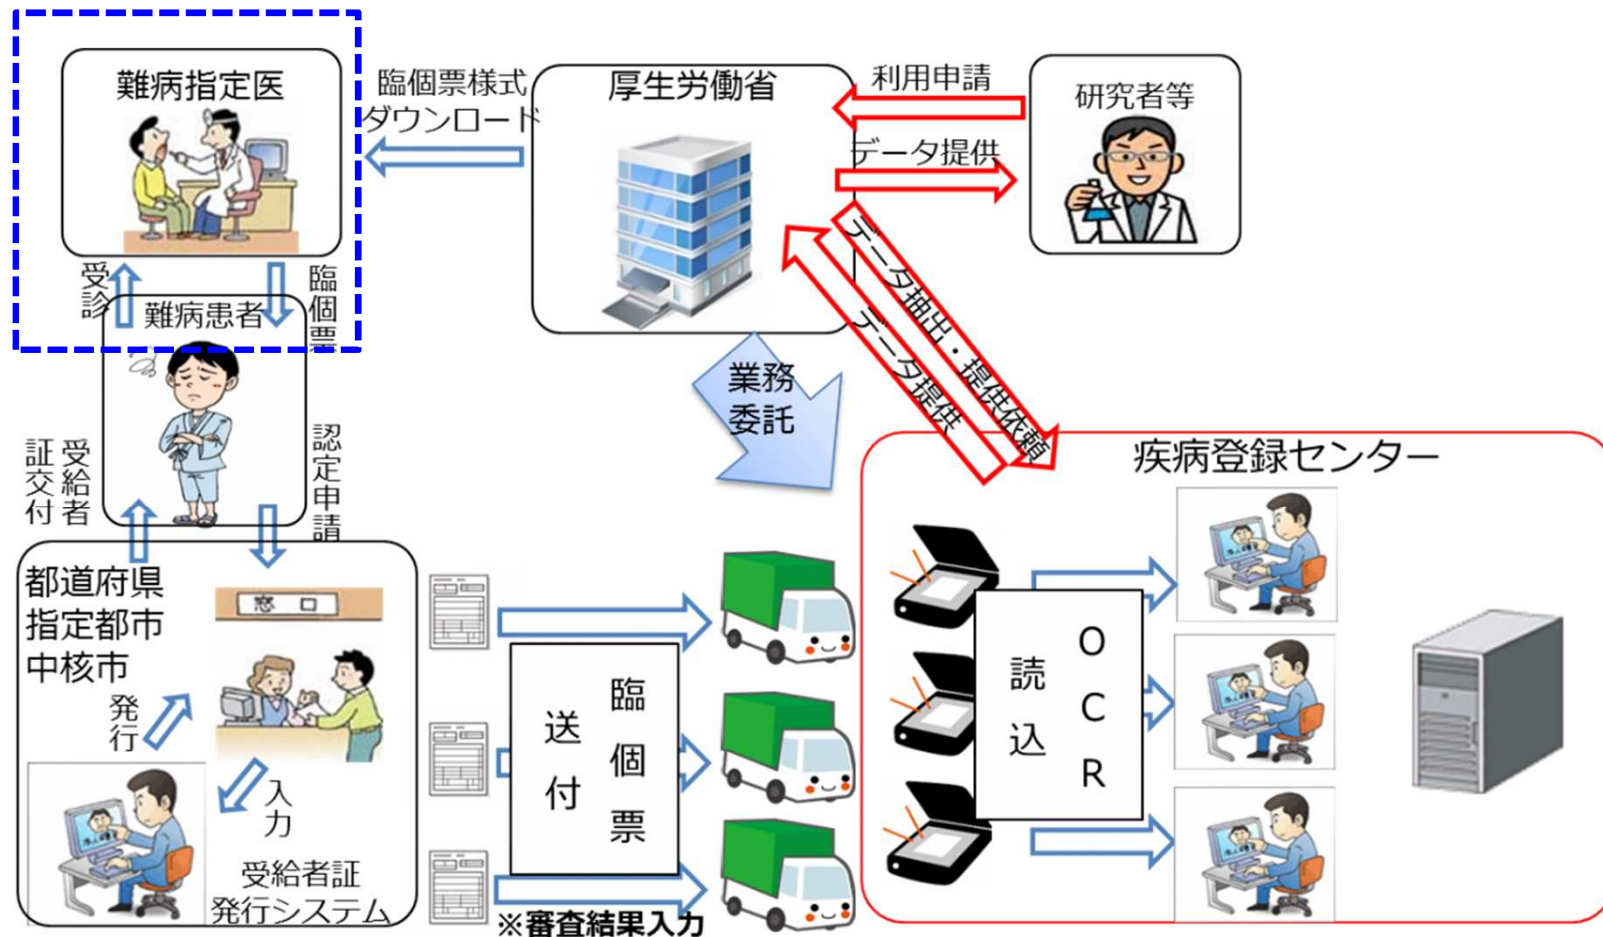 難病指定医
臨個票様式
ダウンロード
厚生労働省
利用申請
データ提供
研究者等
受診
臨個票
難病患者
データ抽出・提供依頼
データ提供
業務
委託
受給者
証交付
認定申請
疾病登録センター
都道府県
指定都市
中核市
窓口
発行
入力
受給者証
発行システム
臨個票
送付
※審査結果入力
OCR
読込